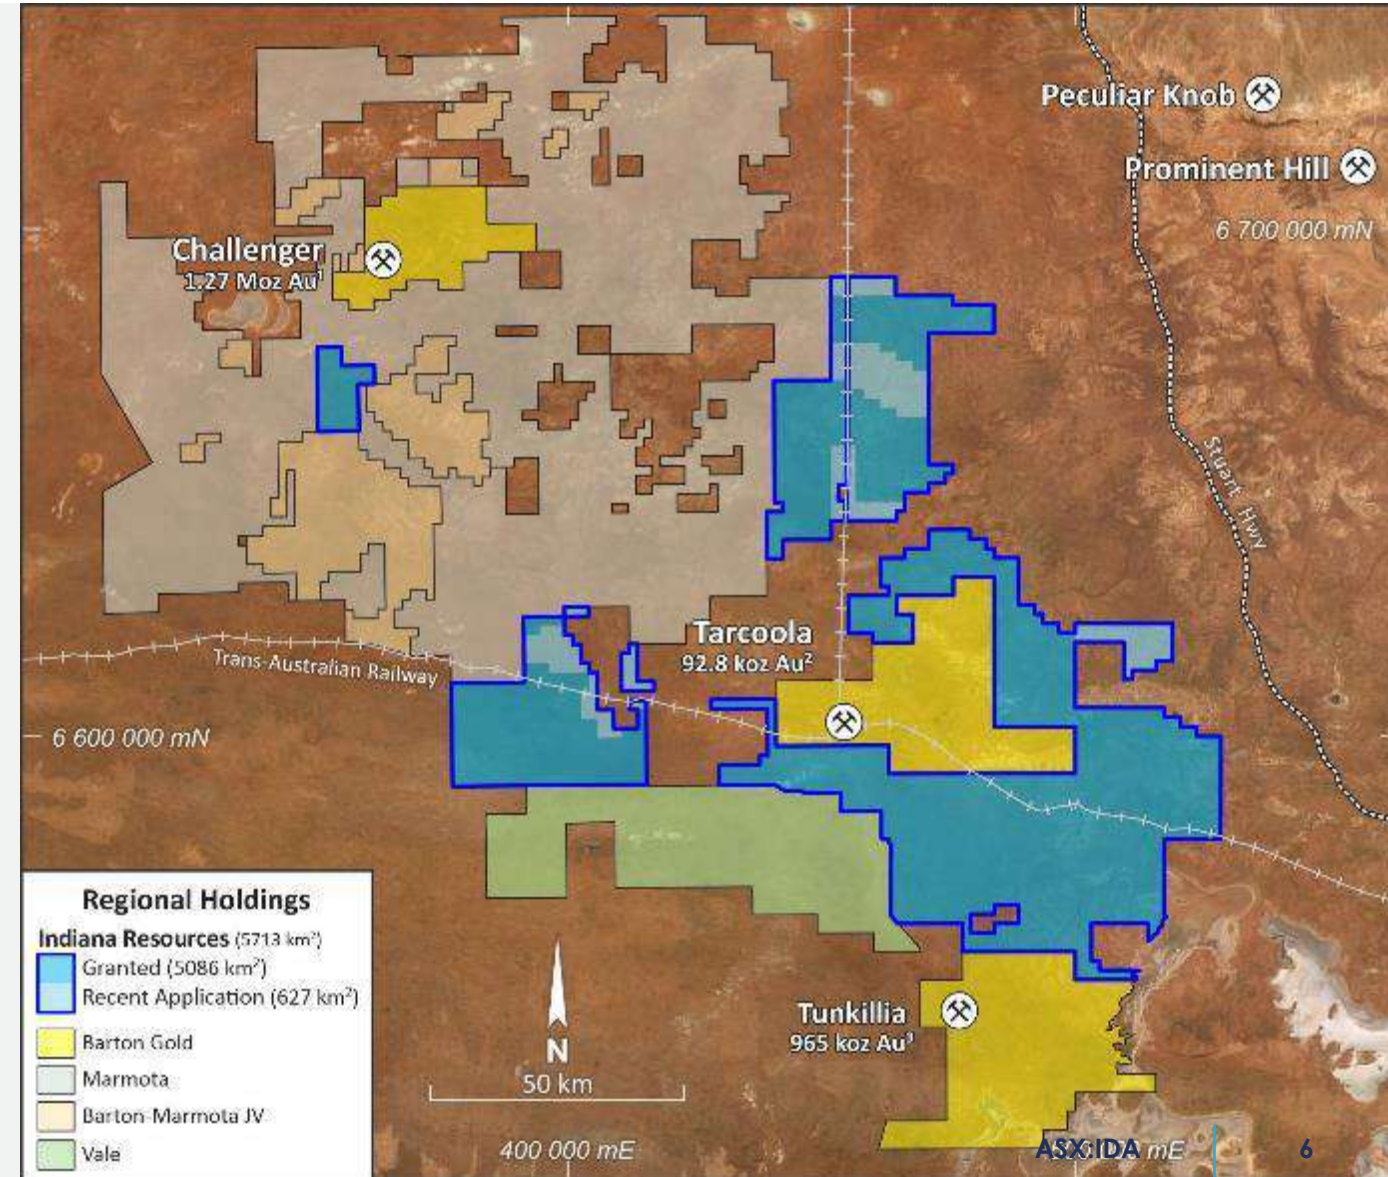 Peculiar Knob
Prominent Hill
6 700 000 mN
Challenger
1.27 Moz Au¹
Stuart Hwy
Tarcoola
92.8 koz Au²
Trans-Australian Railway
6 600 000 mN
Regional Holdings
Indiana Resources (5713 km²)
Granted (5086 km²)
Recent Application (627 km²)
Barton Gold
Marmota
Barton-Marmota JV
Vale
Tunkillia
965 koz Au³
N
50 km
400 000 mE
mE
ASX:IDA
6